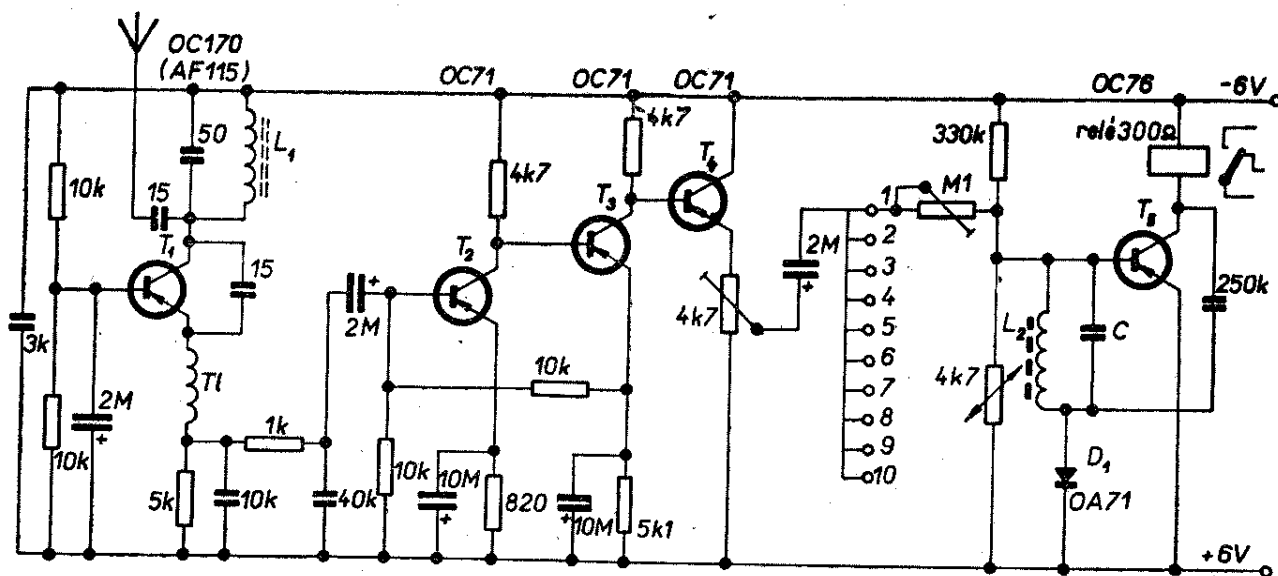 OC170
(AF115)
OC71
OC71
OC71
OC76
-6V
50
L₁
4k7
T₄
330k
relé 300Ω
10k
15
4k7
T₃
1
M1
T₁
T₂
2M
2
T₅
15
3
250k
3k
2M
4k7
4
L₂
C
5
Tl
10k
6
2M
7
4k7
1k
8
10k
10k
10M
9
D₁
5k
10k
40k
820
10M
5k1
10
OA71
+6V